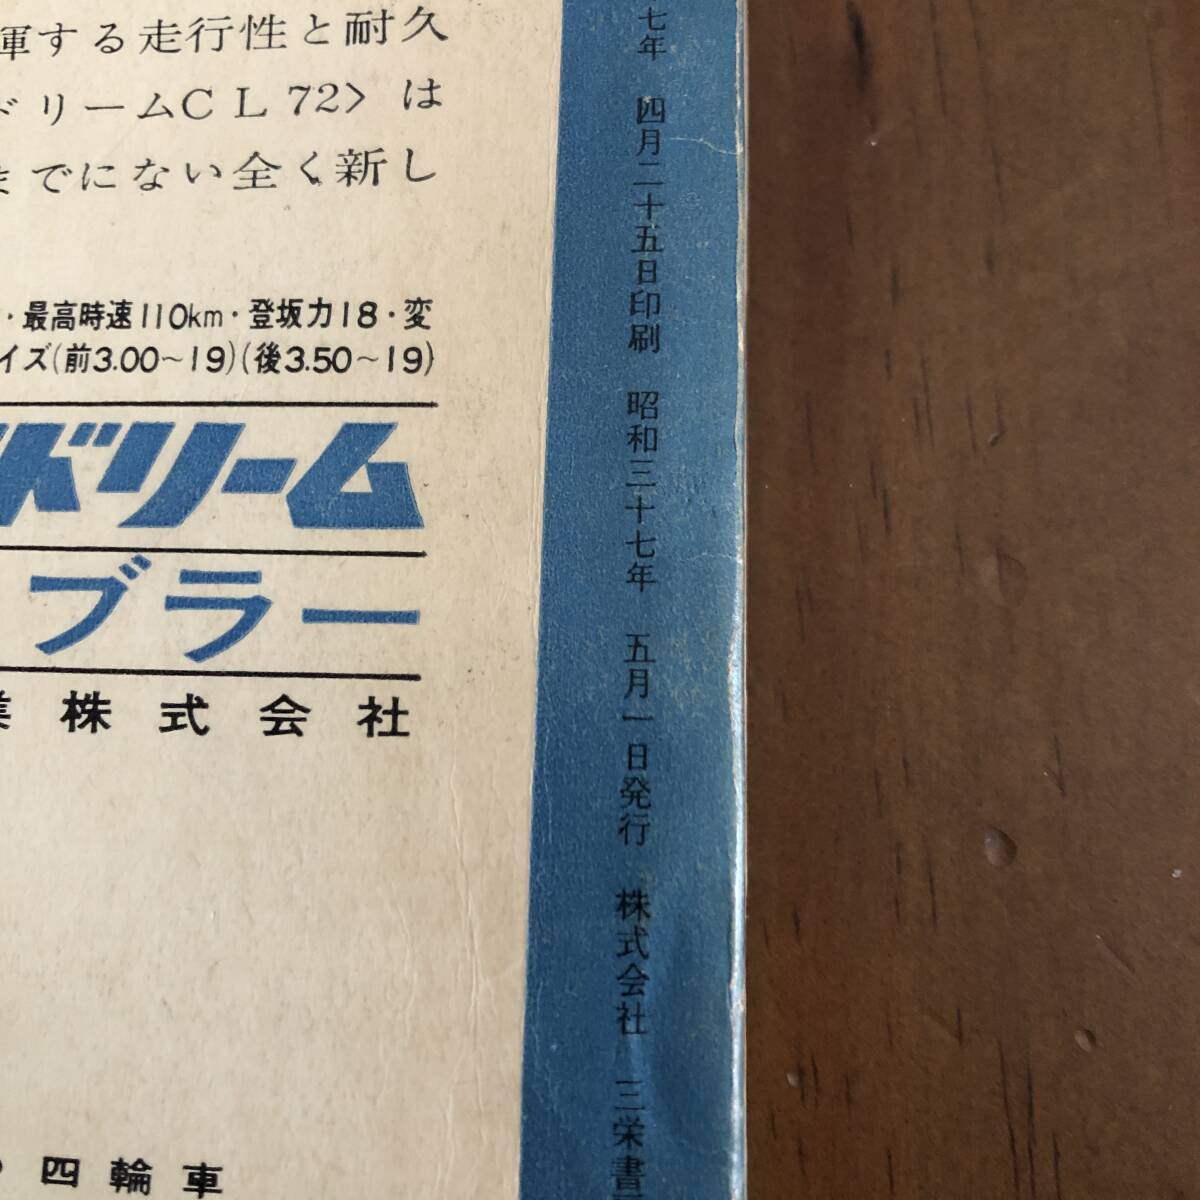 揮する走行性と耐久
ドリームCL72〉は
までにない全く新し
・最高時速110km・登坂力18・変
イズ(前3.00〜19)(後3.50〜19)
ドリーム
ブラー
業株式会社
四輪車
七年 四月二十五日印刷 昭和三十七年 五月一日発行 株式会社 三栄書